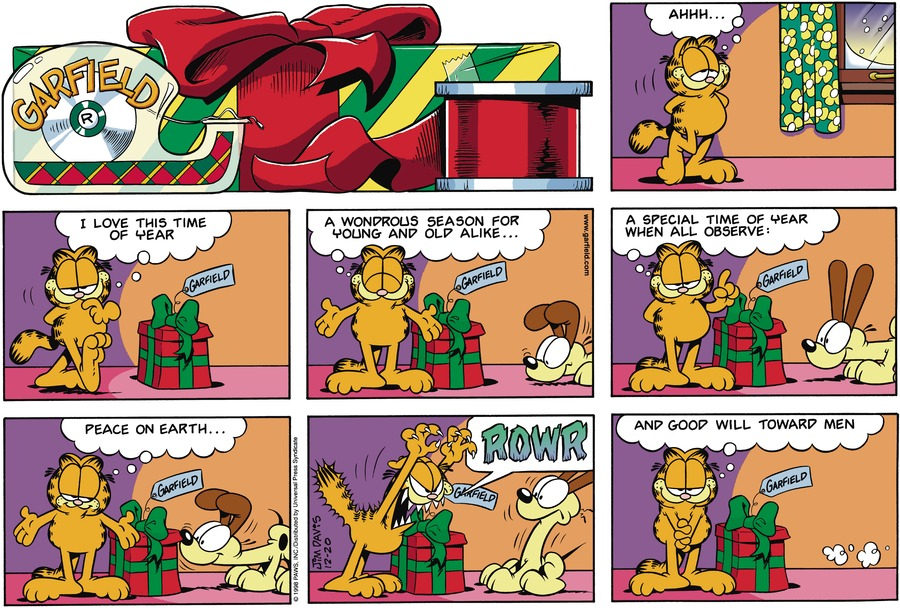 GARFIELD
R
AHHH...
I LOVE THIS TIME
OF YEAR
GARFIELD
A WONDROUS SEASON FOR
YOUNG AND OLD ALIKE...
GARFIELD
www.garfield.com
A SPECIAL TIME OF YEAR
WHEN ALL OBSERVE:
GARFIELD
PEACE ON EARTH...
GARFIELD
© 1998 PAWS, INC./Distributed by Universal Press Syndicate
ROWR
GARFIELD
JIM DAVIS
12-20
AND GOOD WILL TOWARD MEN
GARFIELD